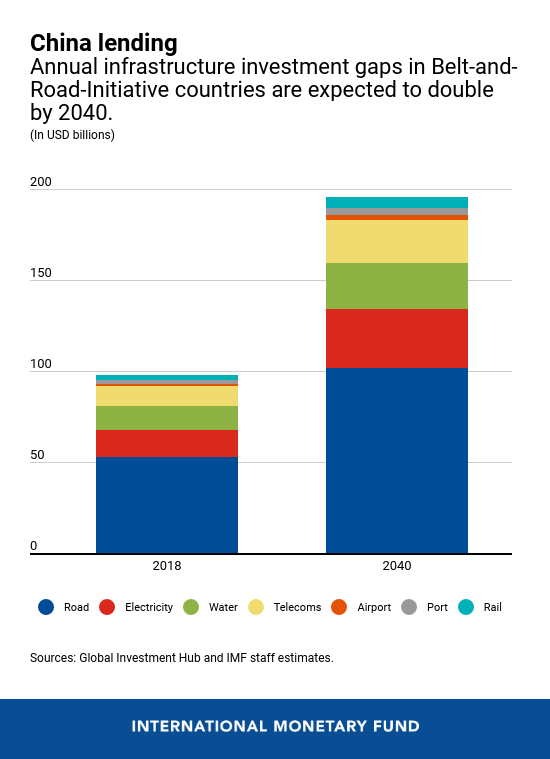 China lending
Annual infrastructure investment gaps in Belt-and-
Road-Initiative countries are expected to double
by 2040.
(In USD billions)
200
150
100
50
0
2018 2040
Road Electricity Water Telecoms Airport Port Rail
Sources: Global Investment Hub and IMF staff estimates.
INTERNATIONAL MONETARY FUND